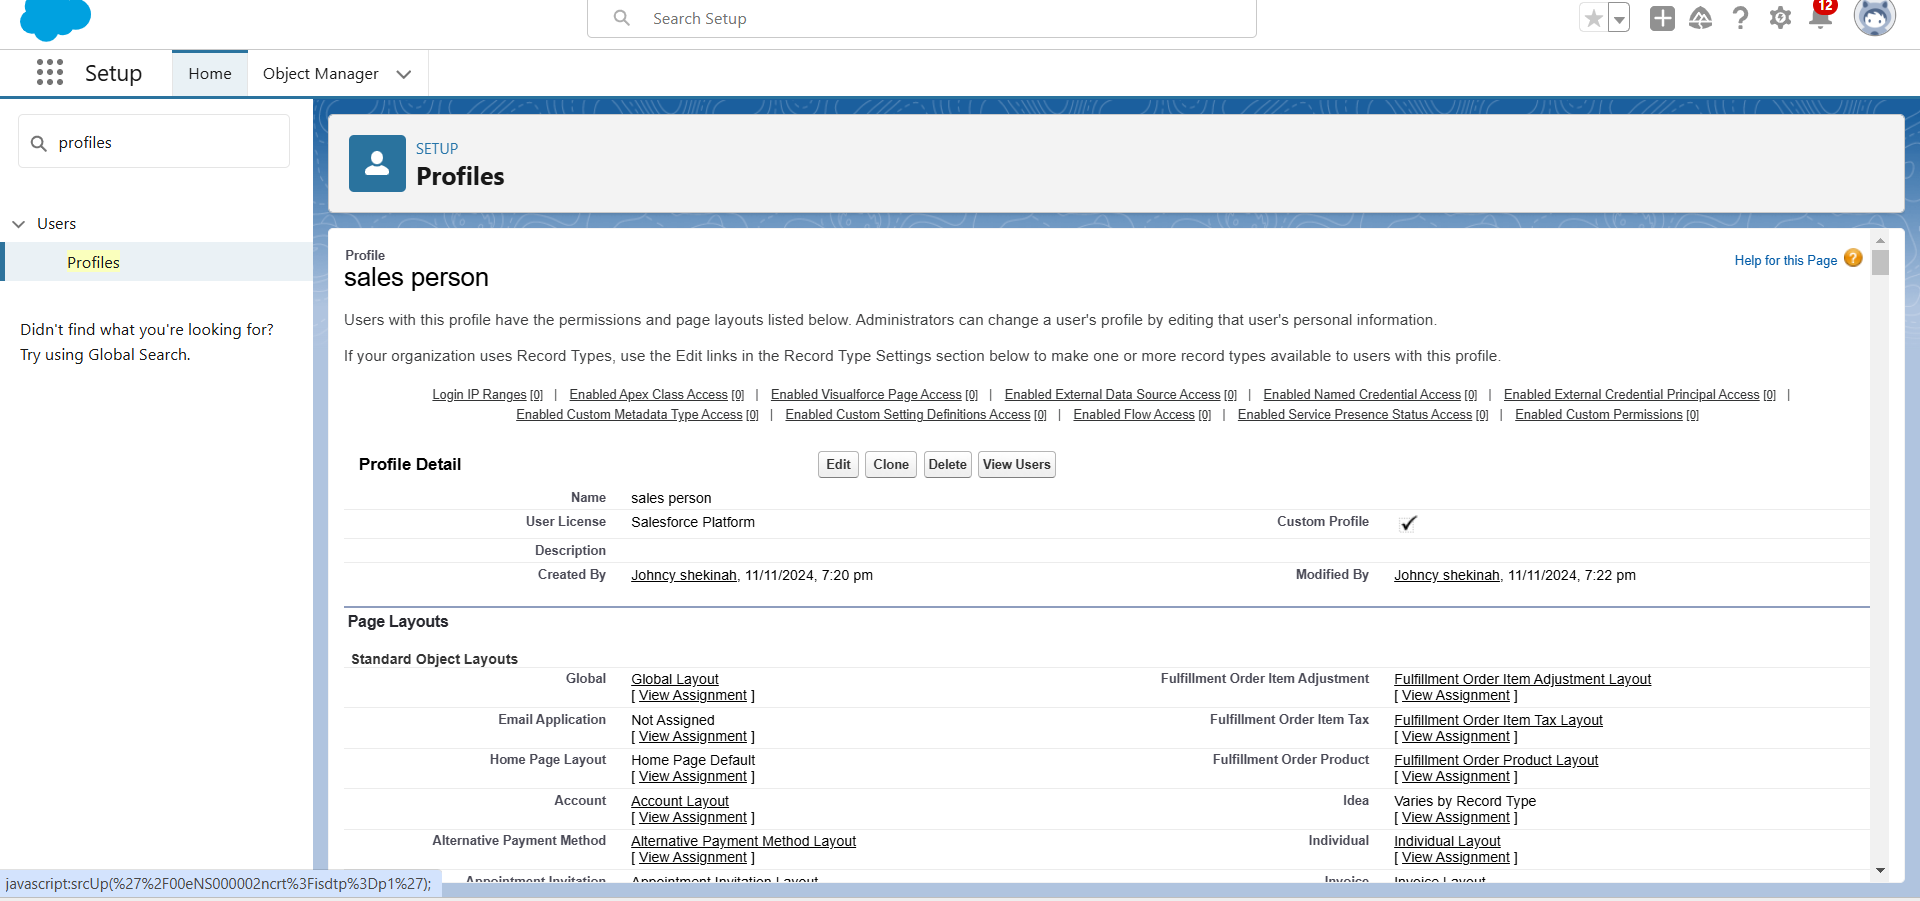 Search Setup
12
Setup
Home
Object Manager
profiles
Users
Profiles
Didn't find what you're looking for?
Try using Global Search.
SETUP
Profiles
Profile
sales person
Help for this Page
?
Users with this profile have the permissions and page layouts listed below. Administrators can change a user's profile by editing that user's personal information.
If your organization uses Record Types, use the Edit links in the Record Type Settings section below to make one or more record types available to users with this profile.
Login IP Ranges [0] | Enabled Apex Class Access [0] | Enabled Visualforce Page Access [0] | Enabled External Data Source Access [0] | Enabled Named Credential Access [0] | Enabled External Credential Principal Access [0] |
Enabled Custom Metadata Type Access [0] | Enabled Custom Setting Definitions Access [0] | Enabled Flow Access [0] | Enabled Service Presence Status Access [0] | Enabled Custom Permissions [0]
Profile Detail Edit Clone Delete View Users
Name sales person
User License Salesforce Platform Custom Profile
Description
Created By Johncy shekinah, 11/11/2024, 7:20 pm Modified By Johncy shekinah, 11/11/2024, 7:22 pm
Page Layouts
Standard Object Layouts
Global Global Layout Fulfillment Order Item Adjustment Fulfillment Order Item Adjustment Layout
[ View Assignment ] [ View Assignment ]
Email Application Not Assigned Fulfillment Order Item Tax Fulfillment Order Item Tax Layout
[ View Assignment ] [ View Assignment ]
Home Page Layout Home Page Default Fulfillment Order Product Fulfillment Order Product Layout
[ View Assignment ] [ View Assignment ]
Account Account Layout Idea Varies by Record Type
[ View Assignment ] [ View Assignment ]
Alternative Payment Method Alternative Payment Method Layout Individual Individual Layout
[ View Assignment ] [ View Assignment ]
Appointment Invitation Appointment Invitation Layout Invoice Invoice Layout
javascript:srcUp(%27%2F00eNS000002ncrt%3Fisdtp%3Dp1%27);